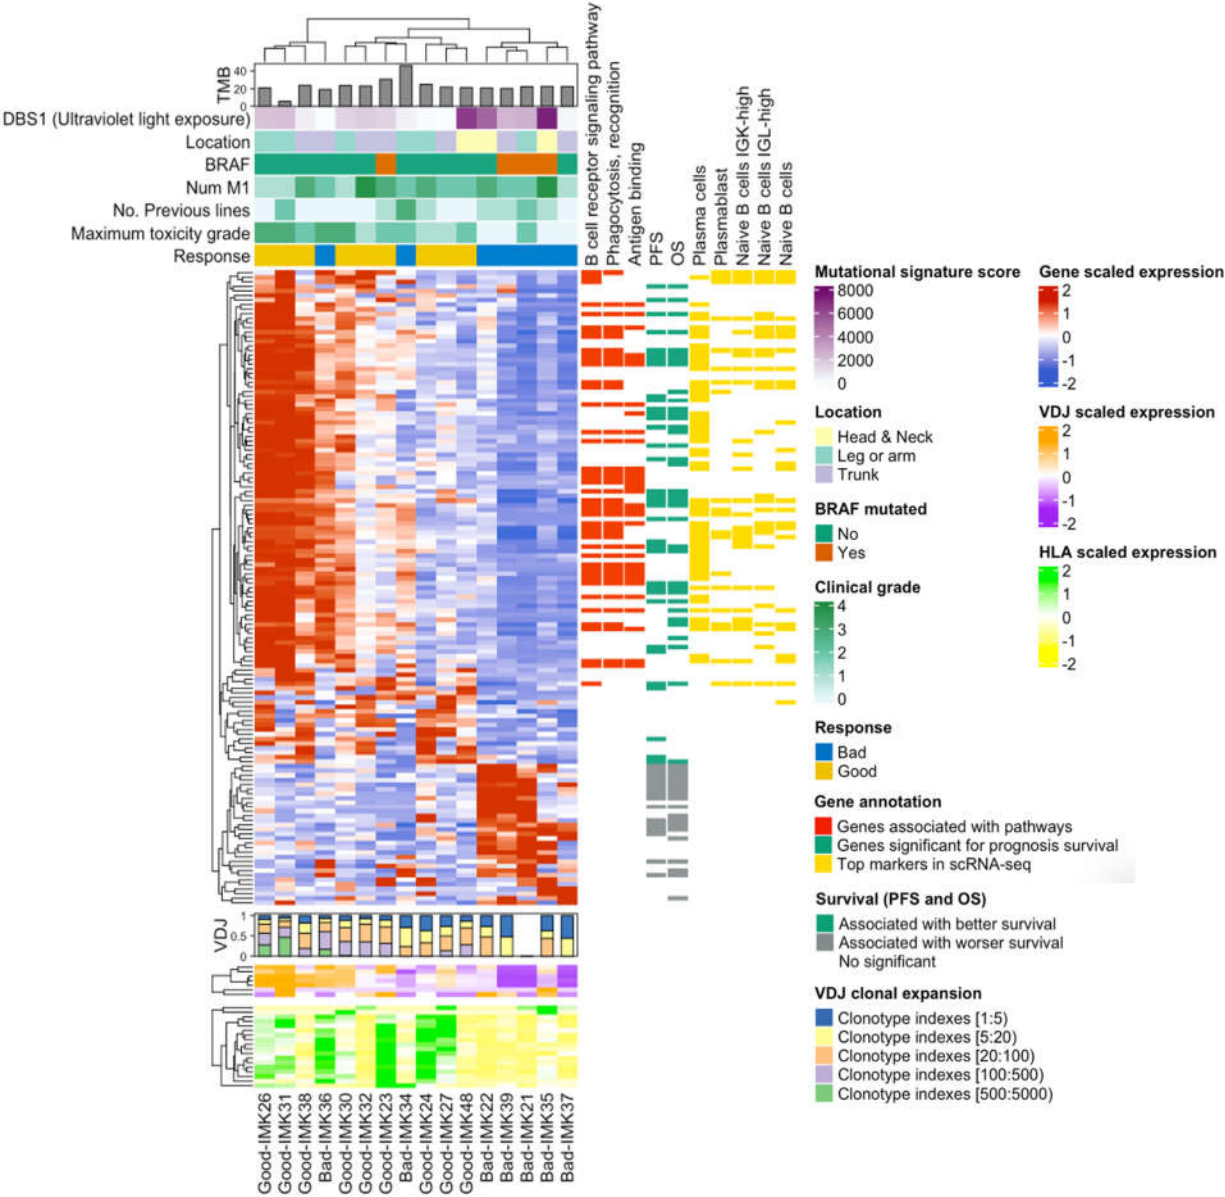 TMB
40
20
0
DBS1 (Ultraviolet light exposure)
Location
BRAF
Num M1
No. Previous lines
Maximum toxicity grade
Response
B cell receptor signaling pathway
Phagocytosis, recognition
Antigen binding
PFS
OS
Plasma cells
Plasmablast
Naive B cells IGK-high
Naive B cells IGL-high
Naive B cells
Mutational signature score
8000
6000
4000
2000
0
Location
Head & Neck
Leg or arm
Trunk
BRAF mutated
No
Yes
Clinical grade
4
3
2
1
0
Response
Bad
Good
Gene annotation
Genes associated with pathways
Genes significant for prognosis survival
Top markers in scRNA-seq
Survival (PFS and OS)
Associated with better survival
Associated with worser survival
No significant
VDJ clonal expansion
Clonotype indexes [1:5)
Clonotype indexes [5:20)
Clonotype indexes [20:100)
Clonotype indexes [100:500)
Clonotype indexes [500:5000)
Gene scaled expression
2
1
0
-1
-2
VDJ scaled expression
2
1
0
-1
-2
HLA scaled expression
2
1
0
-1
-2
VDJ
1
0.5
0
Good-IMK26
Good-IMK31
Good-IMK38
Bad-IMK36
Good-IMK30
Good-IMK32
Good-IMK23
Bad-IMK34
Good-IMK24
Good-IMK27
Good-IMK48
Bad-IMK22
Bad-IMK39
Bad-IMK21
Bad-IMK35
Bad-IMK37